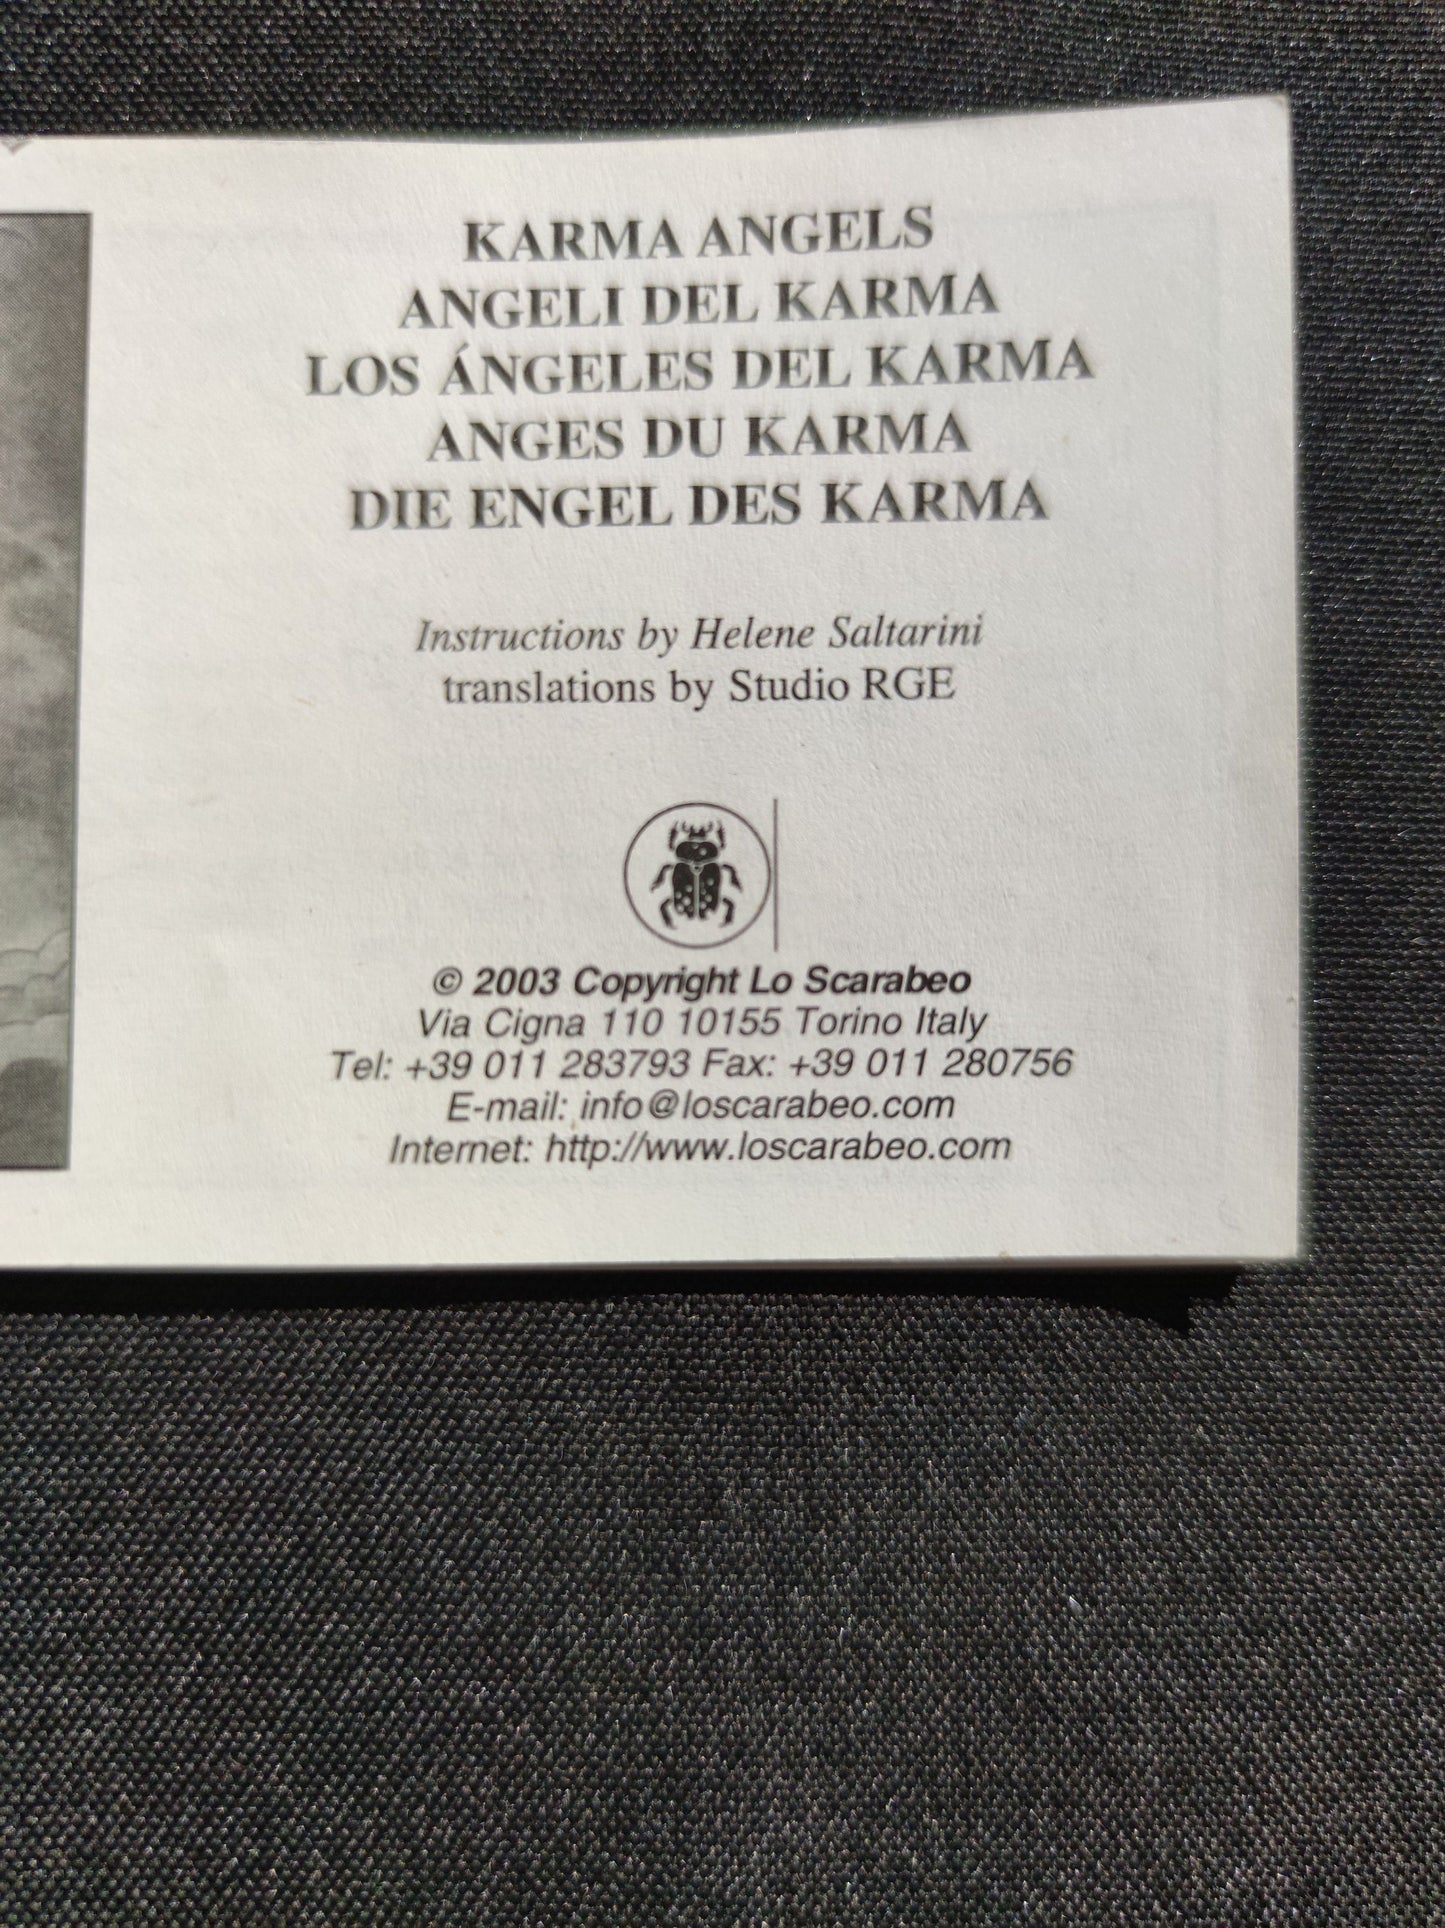 KARMA ANGELS
ANGELI DEL KARMA
LOS ÁNGELES DEL KARMA
ANGES DU KARMA
DIE ENGEL DES KARMA
Instructions by Helene Saltarini
translations by Studio RGE
© 2003 Copyright Lo Scarabeo
Via Cigna 110 10155 Torino Italy
Tel: +39 011 283793 Fax: +39 011 280756
E-mail: info@loscarabeo.com
Internet: http://www.loscarabeo.com